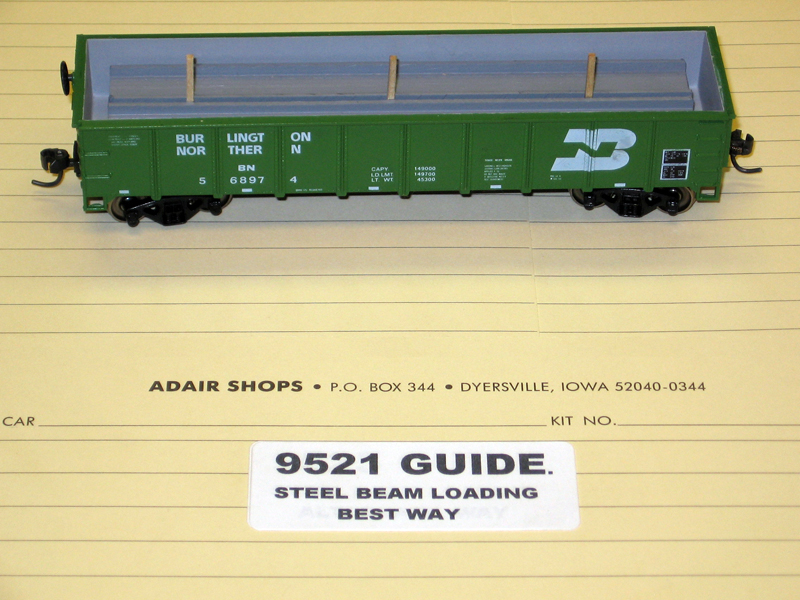 BUR LINGT ON
NOR THER N
BN
5 6897 4
CAPY 149000
LD LMT 149700
LT WT 45300
ADAIR SHOPS • P.O. BOX 344 • DYERSVILLE, IOWA 52040-0344
CAR KIT NO.
9521 GUIDE.
STEEL BEAM LOADING
BEST WAY